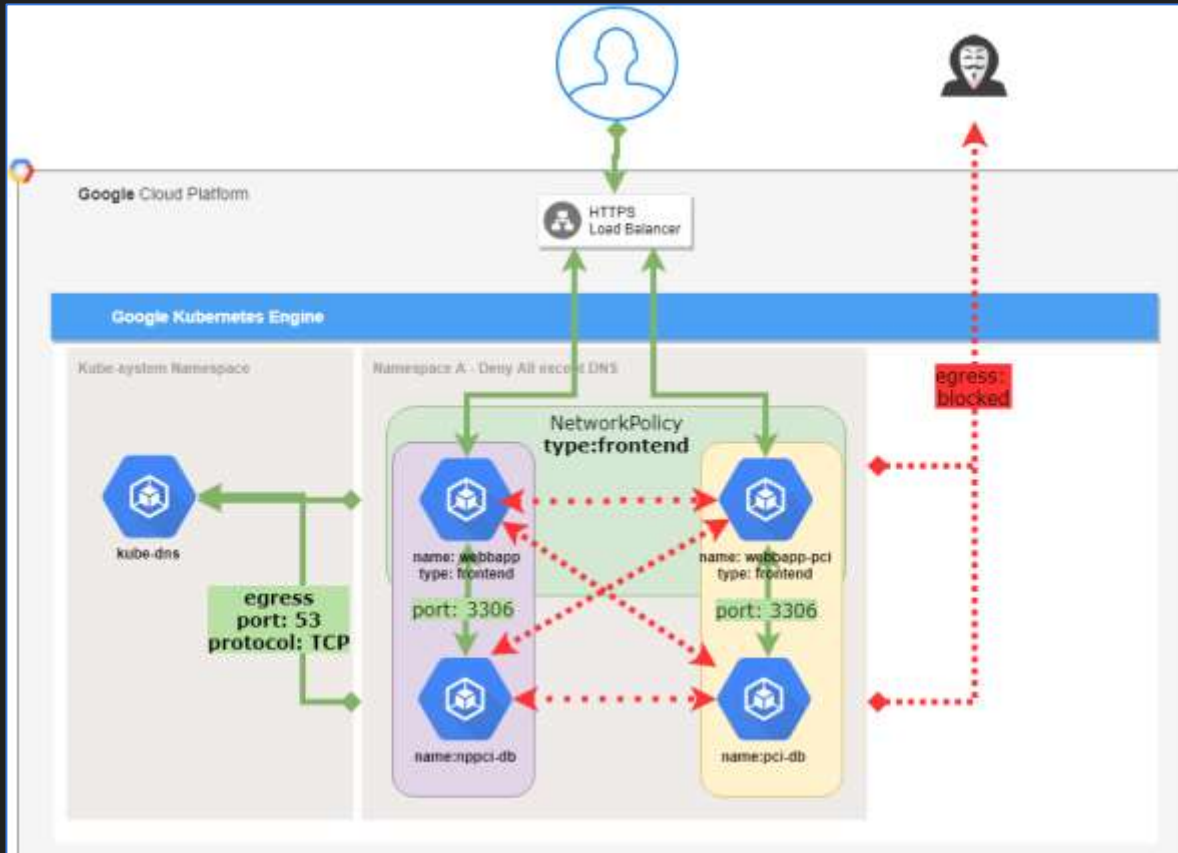 Google Cloud Platform
HTTPS
Load Balancer
Google Kubernetes Engine
Kube-system Namespace
Namespace A - Deny All except DNS
egress:
blocked
NetworkPolicy
type:frontend
kube-dns
name: webbapp
type: frontend
name: webbapp-pci
type: frontend
egress
port: 53
protocol: TCP
port: 3306
port: 3306
name:nppci-db
name:pci-db